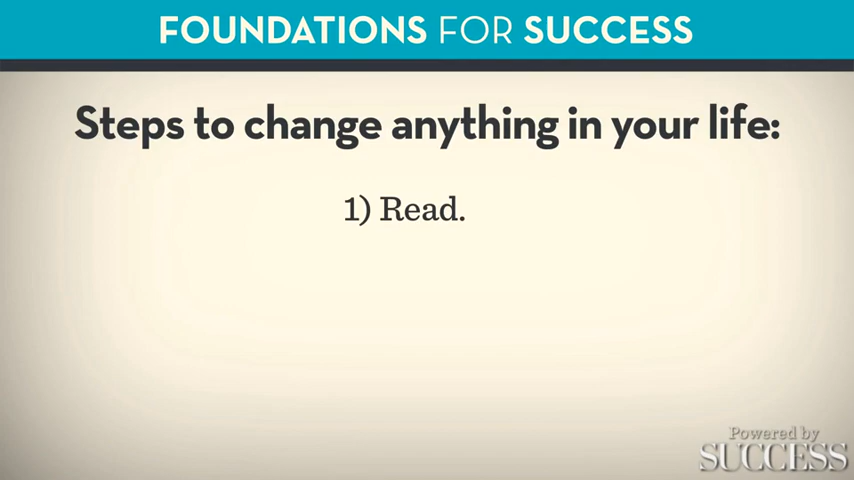 FOUNDATIONS FOR SUCCESS
Steps to change anything in your life:
1) Read.
Powered by
SUCCESS